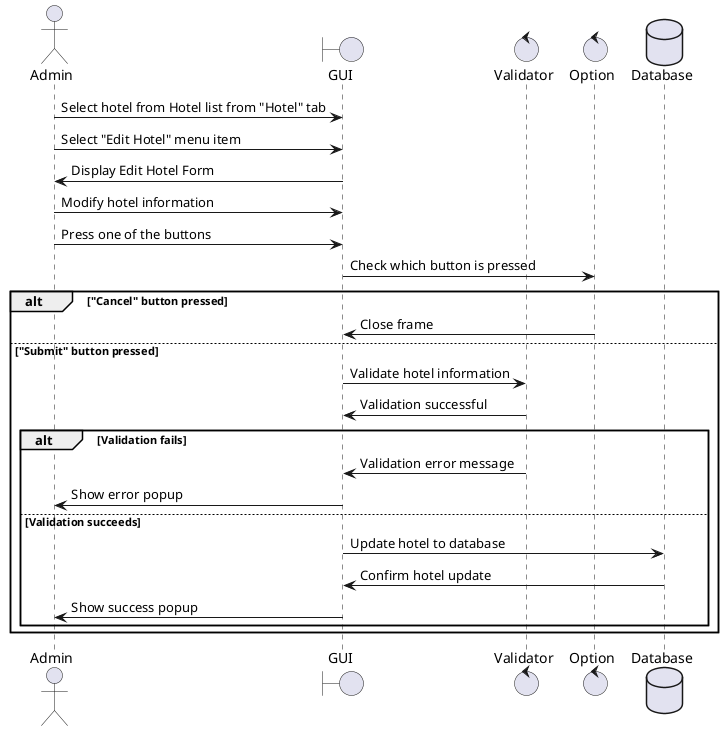 Admin
GUI
Validator
Option
Database
Select hotel from Hotel list from "Hotel" tab
Select "Edit Hotel" menu item
Display Edit Hotel Form
Modify hotel information
Press one of the buttons
Check which button is pressed
alt
["Cancel" button pressed]
Close frame
["Submit" button pressed]
Validate hotel information
Validation successful
alt
[Validation fails]
Validation error message
Show error popup
[Validation succeeds]
Update hotel to database
Confirm hotel update
Show success popup
Admin
GUI
Validator
Option
Database